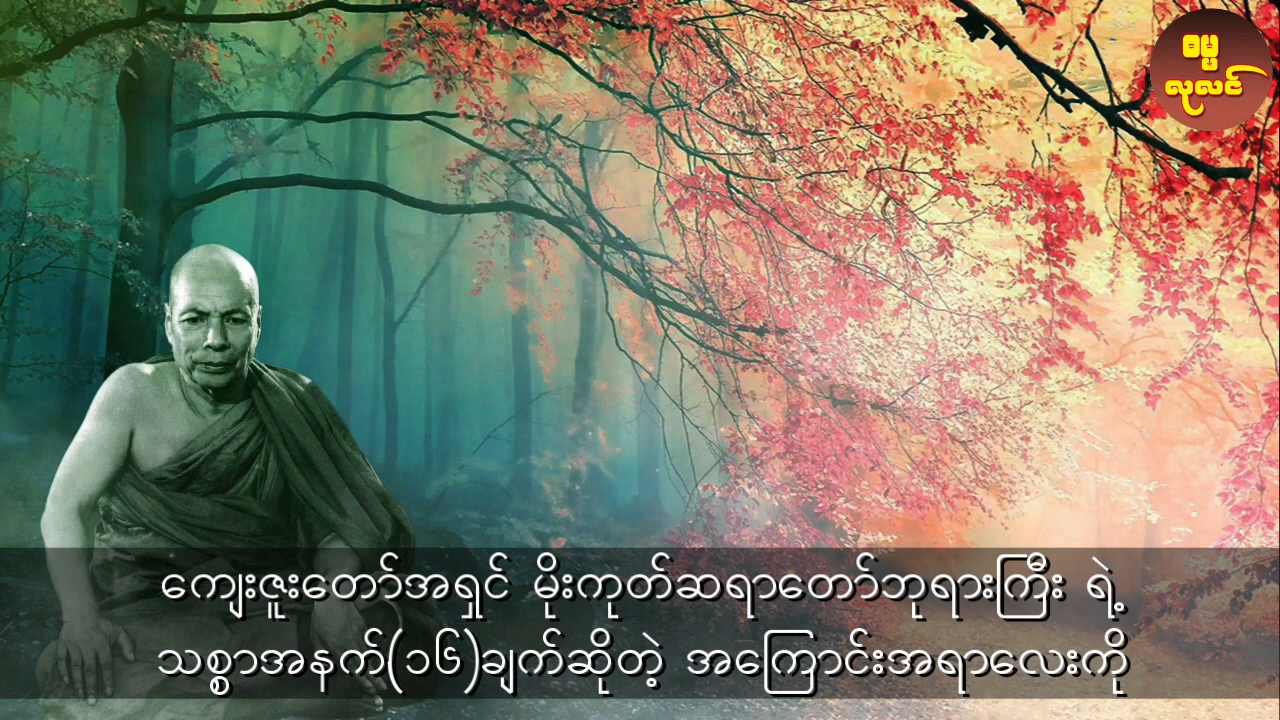 ဓမ္မ
လုလင်
ကျေးဇူးတော်အရှင် မိုးကုတ်ဆရာတော်ဘုရားကြီး ရဲ့
သစ္စာအနက်(၁၆)ချက်ဆိုတဲ့ အကြောင်းအရာလေးကို